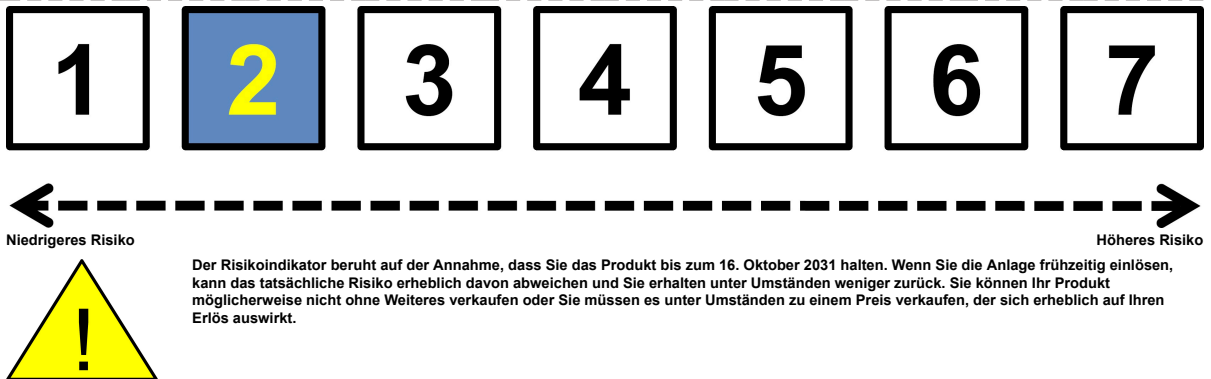 1 2 3 4 5 6 7
Niedrigeres Risiko Höheres Risiko
Der Risikoindikator beruht auf der Annahme, dass Sie das Produkt bis zum 16. Oktober 2031 halten. Wenn Sie die Anlage frühzeitig einlösen,
kann das tatsächliche Risiko erheblich davon abweichen und Sie erhalten unter Umständen weniger zurück. Sie können Ihr Produkt
möglicherweise nicht ohne Weiteres verkaufen oder Sie müssen es unter Umständen zu einem Preis verkaufen, der sich erheblich auf Ihren
Erlös auswirkt.
!